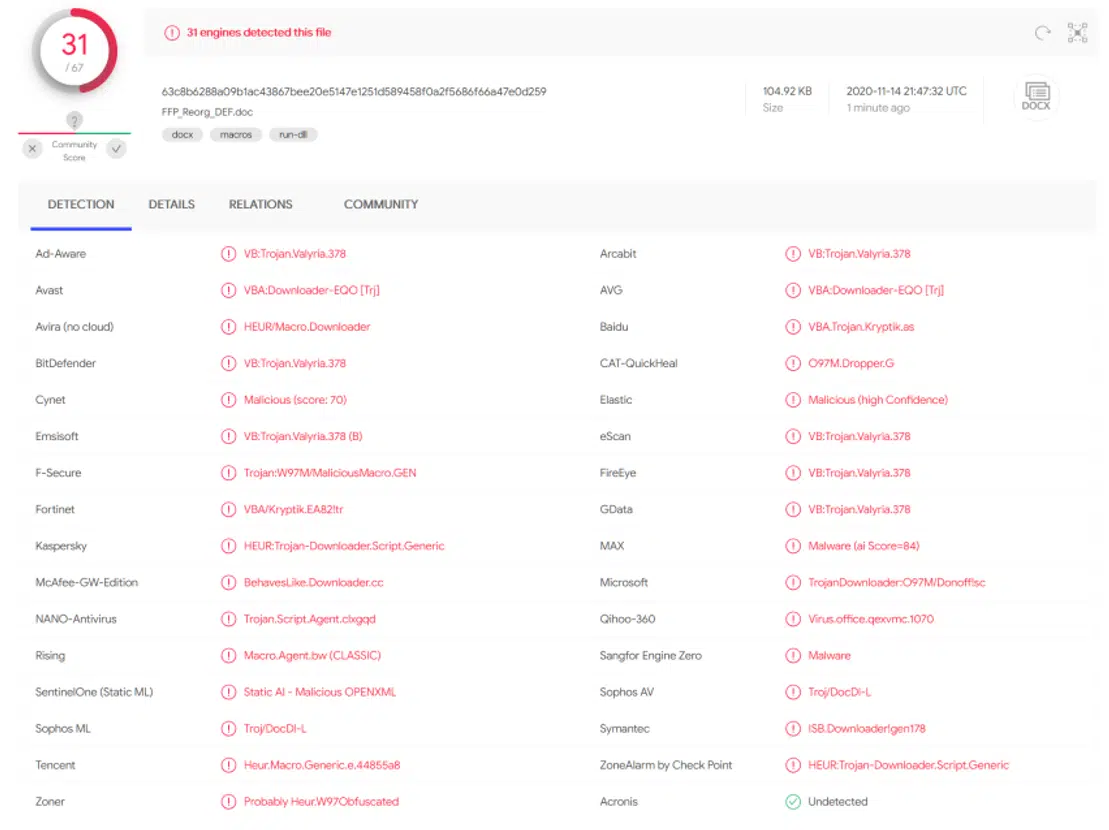 31
/ 67
31 engines detected this file
63c8b6288a09b1ac43867bee20e5147e1251d589458f0a2f5686f66a47e0d259
FFP_Reorg_DEF.doc
docx macros run-dll
104.92 KB
Size
2020-11-14 21:47:32 UTC
1 minute ago
DOCX
?
Community
Score
DETECTION DETAILS RELATIONS COMMUNITY
Ad-Aware VB:Trojan.Valyria.378 Arcabit VB:Trojan.Valyria.378
Avast VBA:Downloader-EQO [Trj] AVG VBA:Downloader-EQO [Trj]
Avira (no cloud) HEUR/Macro.Downloader Baidu VBA.Trojan.Kryptik.as
BitDefender VB:Trojan.Valyria.378 CAT-QuickHeal O97M.Dropper.G
Cynet Malicious (score: 70) Elastic Malicious (high Confidence)
Emsisoft VB:Trojan.Valyria.378 (B) eScan VB:Trojan.Valyria.378
F-Secure Trojan:W97M/MaliciousMacro.GEN FireEye VB:Trojan.Valyria.378
Fortinet VBA/Kryptik.EA82!tr GData VB:Trojan.Valyria.378
Kaspersky HEUR:Trojan-Downloader.Script.Generic MAX Malware (ai Score=84)
McAfee-GW-Edition BehavesLike.Downloader.cc Microsoft TrojanDownloader:O97M/Donoff!sc
NANO-Antivirus Trojan.Script.Agent.clxgqd Qihoo-360 Virus.office.qexvmc.1070
Rising Macro.Agent.bw (CLASSIC) Sangfor Engine Zero Malware
SentinelOne (Static ML) Static AI - Malicious OPENXML Sophos AV Troj/DocDl-L
Sophos ML Troj/DocDl-L Symantec ISB.Downloader!gen178
Tencent Heur.Macro.Generic.e.44855a8 ZoneAlarm by Check Point HEUR:Trojan-Downloader.Script.Generic
Zoner Probably Heur.W97Obfuscated Acronis Undetected